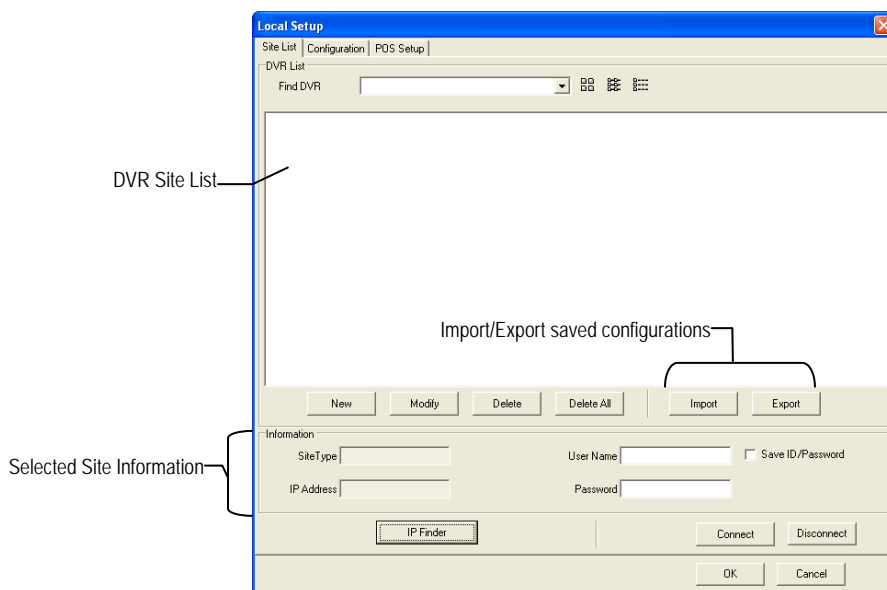 Local Setup
Site List Configuration POS Setup
DVR List
Find DVR
DVR Site List
Import/Export saved configurations
New Modify Delete Delete All Import Export
Information
SiteType User Name Save ID/Password
Selected Site Information
IP Address Password
IP Finder Connect Disconnect
OK Cancel